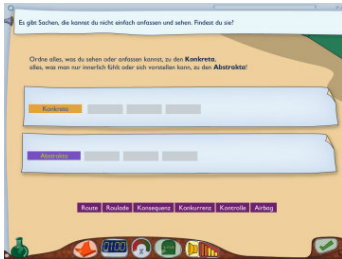 Es gibt Sachen, die kannst du nicht einfach anfassen und sehen. Findest du sie?
Ordne alles, was du sehen oder anfassen kannst, zu den Konkreta,
alles, was man nur innerlich fühlt oder sich vorstellen kann, zu den Abstrakta!
Konkreta
Abstrakta
Route Roulade Konsequenz Konkurrenz Kontrolle Airbag